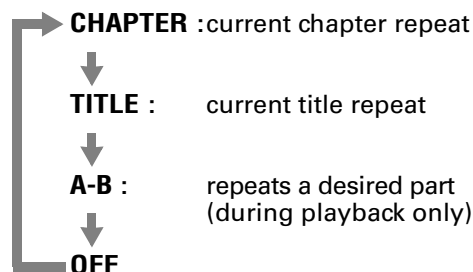 CHAPTER : current chapter repeat
TITLE : current title repeat
A-B : repeats a desired part
(during playback only)
OFF